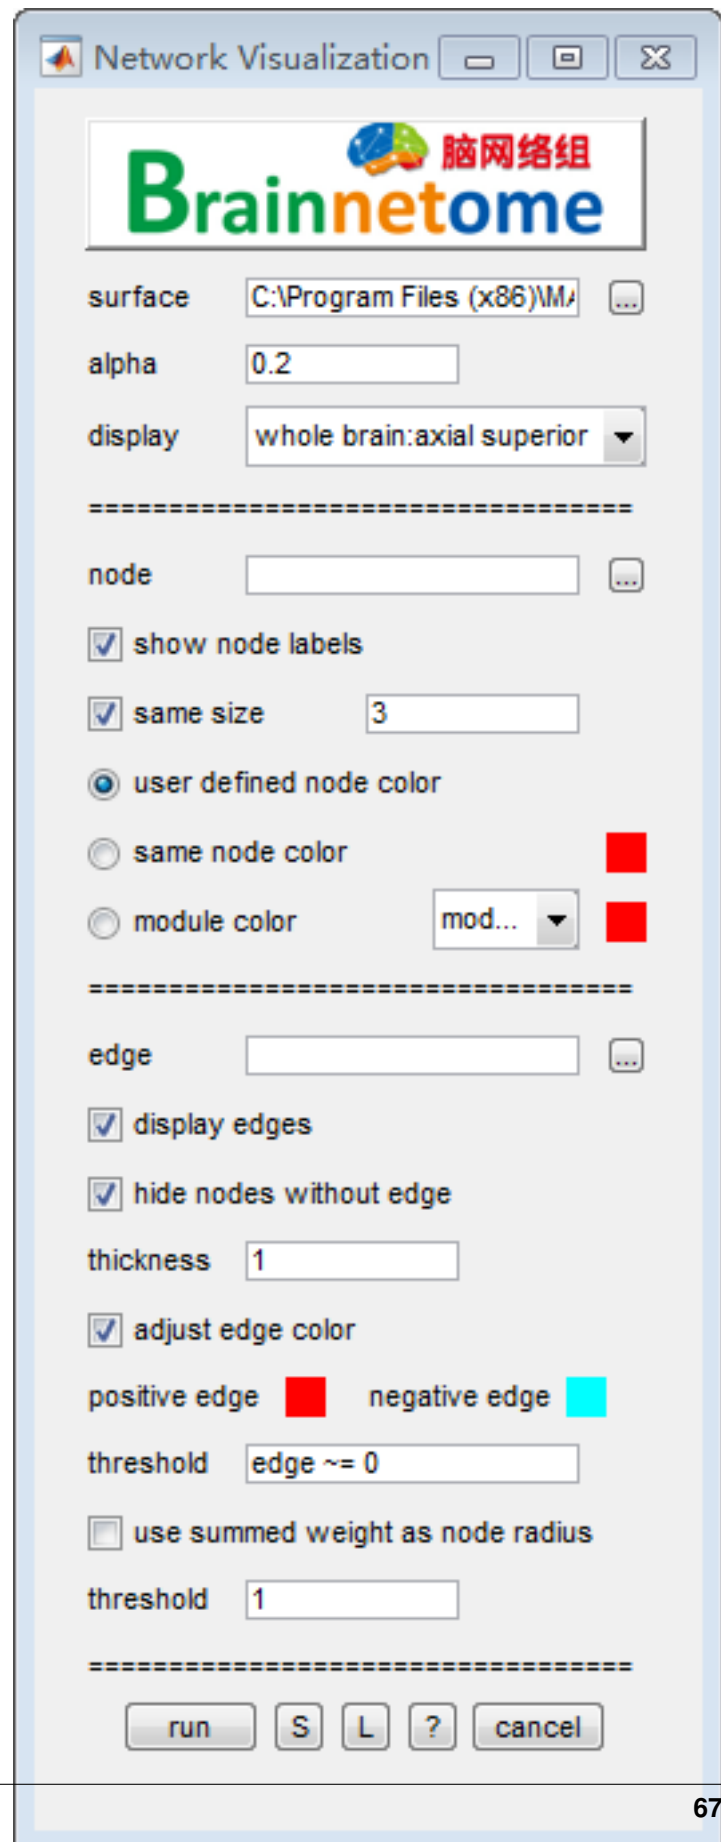 Network Visualization
脑网络组
Brainnetome
surface C:\Program Files (x86)\MA ...
alpha 0.2
display whole brain:axial superior
==================================
node ...
show node labels
same size 3
user defined node color
same node color
module color mod...
==================================
edge ...
display edges
hide nodes without edge
thickness 1
adjust edge color
positive edge negative edge
threshold edge ~= 0
use summed weight as node radius
threshold 1
==================================
run S L ? cancel
67